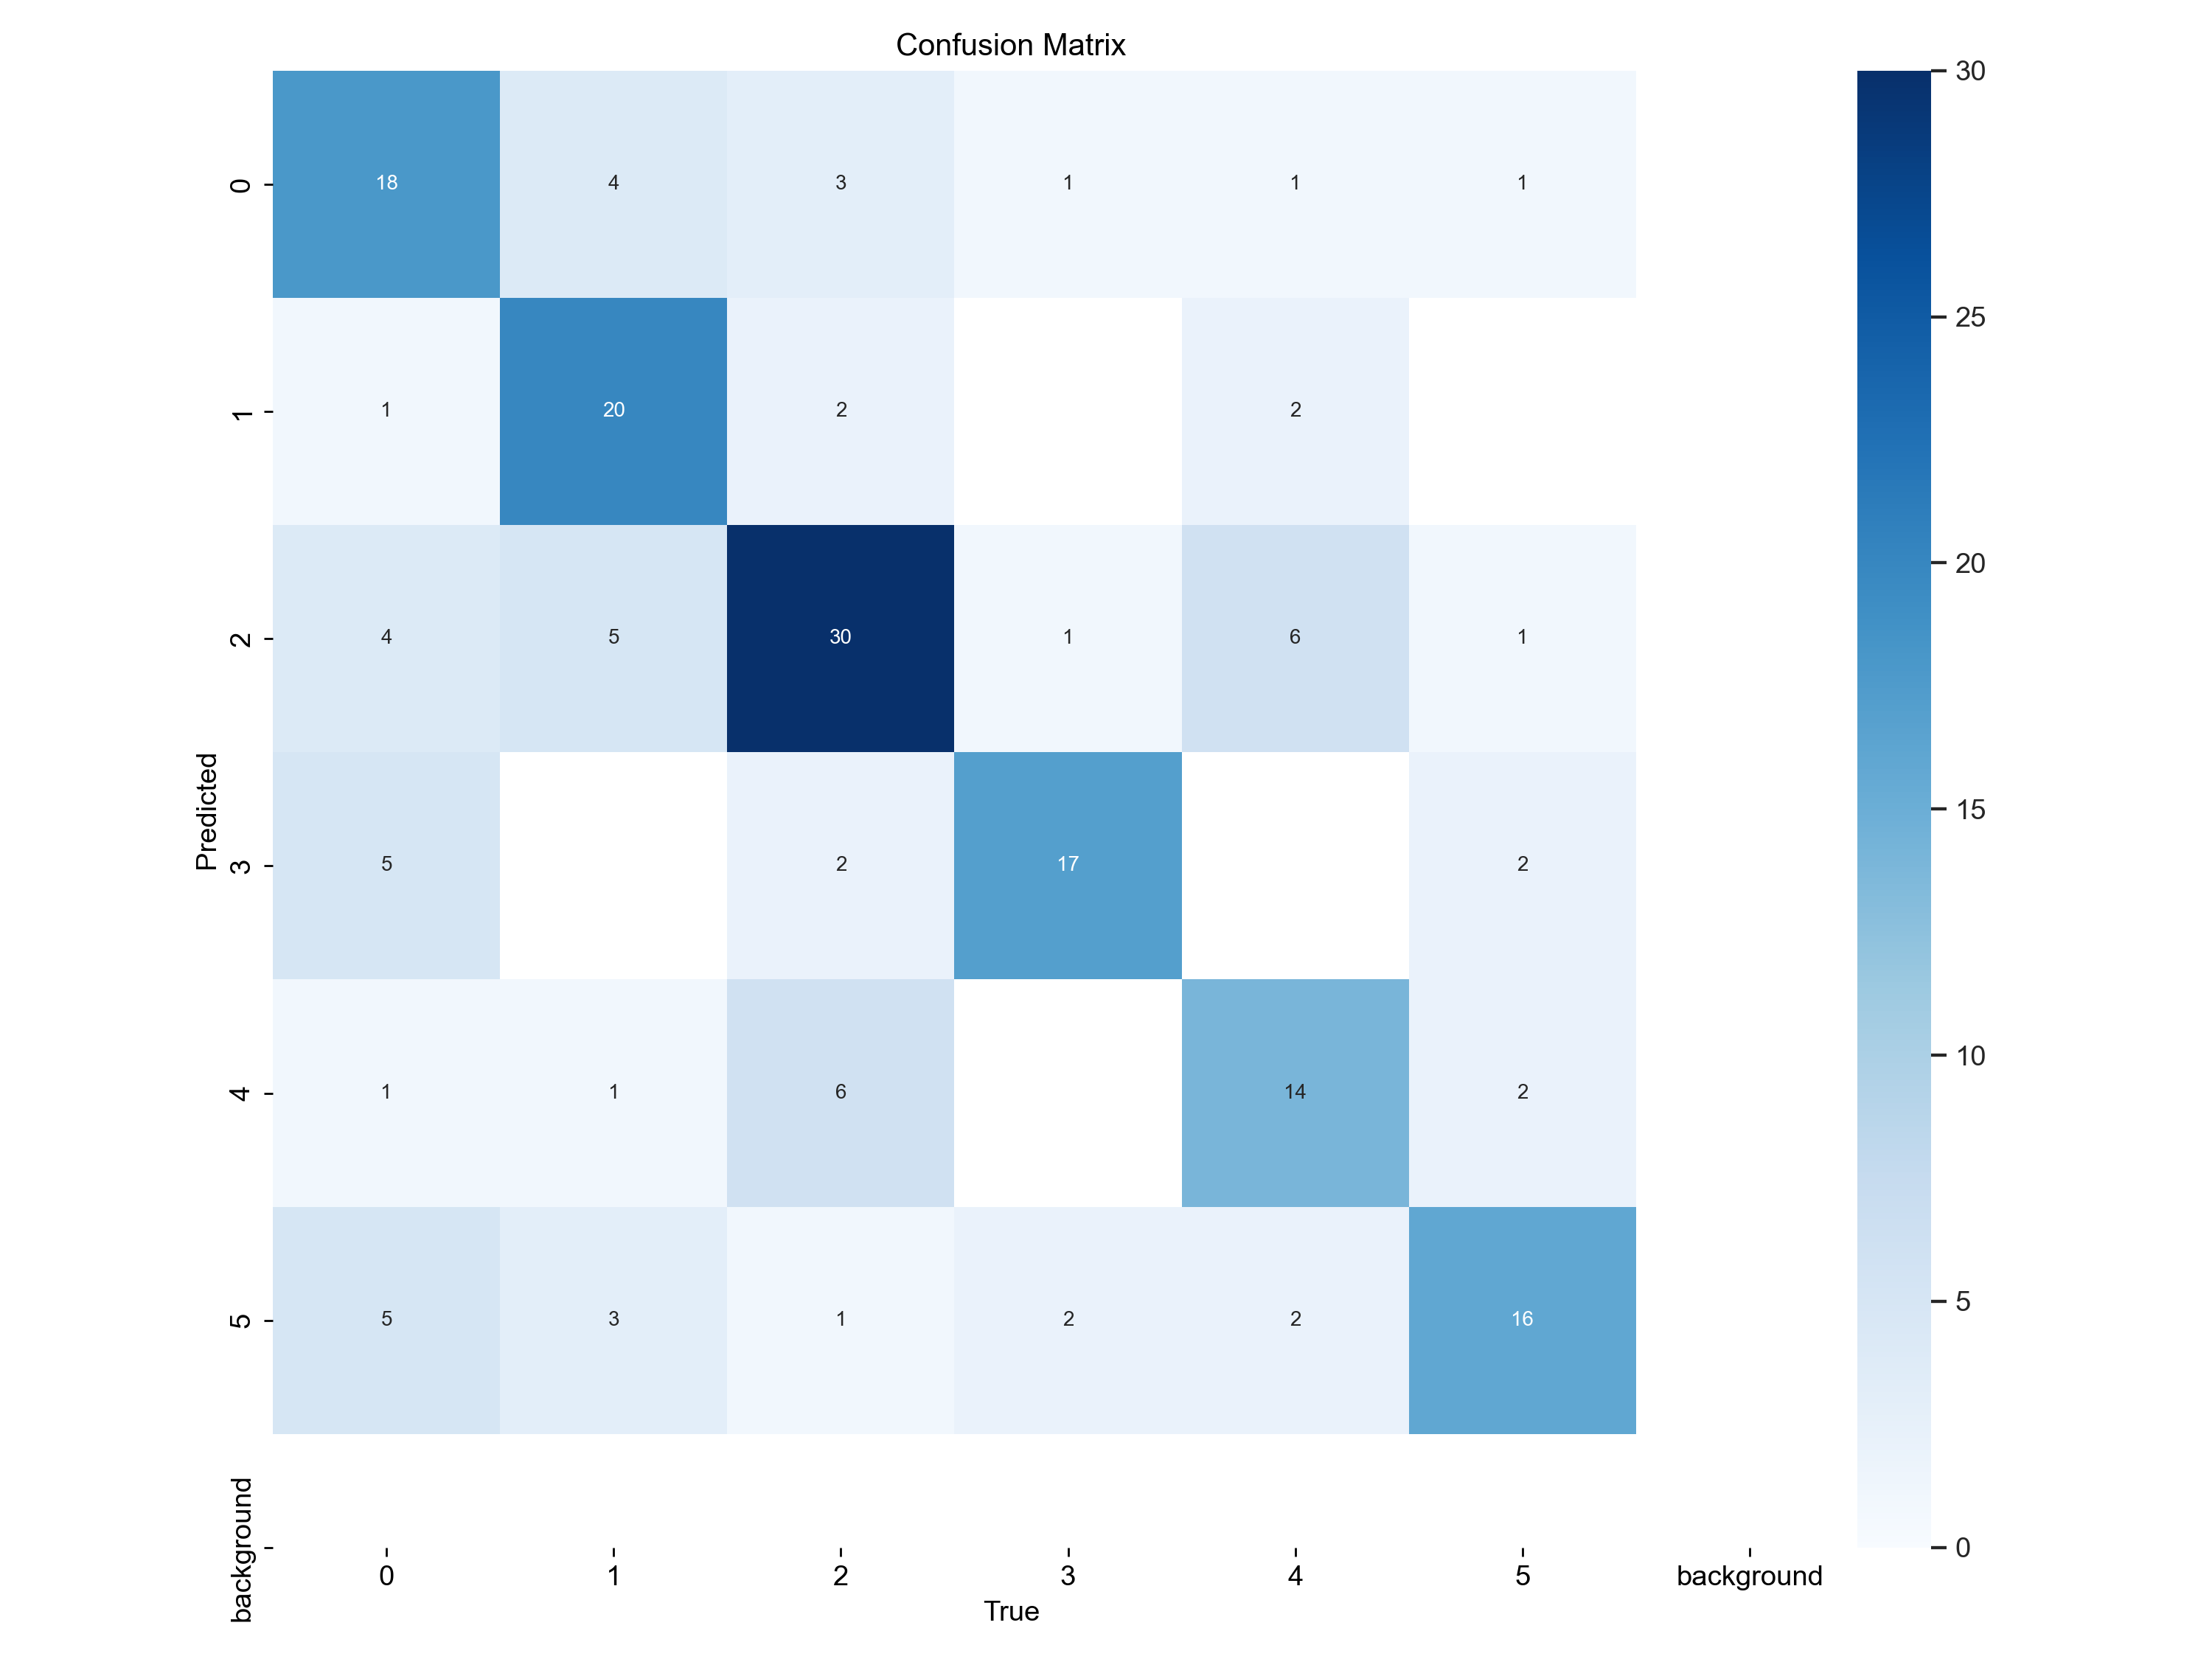 Confusion Matrix
0 18 4 3 1 1 1
1 1 20 2 2
2 4 5 30 1 6 1
3 5 2 17 2
4 1 1 6 14 2
5 5 3 1 2 2 16
background
Predicted
0 1 2 3 4 5 background
True
30
25
20
15
10
5
0